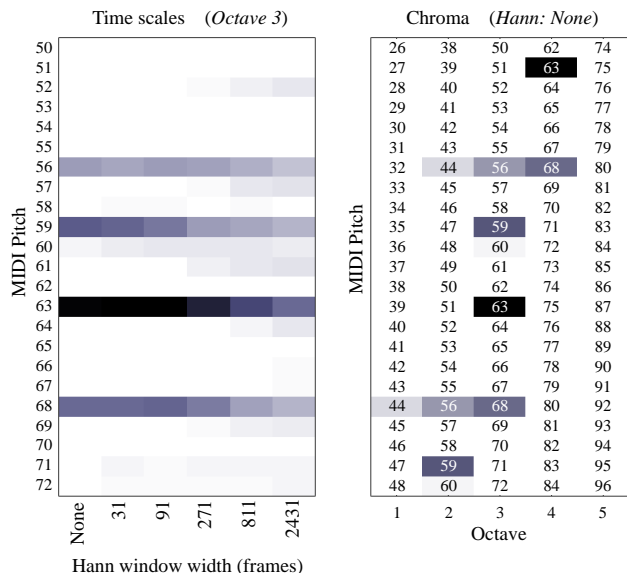 Time scales (Octave 3)
50
51
52
53
54
55
56
57
58
59
60
61
62
63
64
65
66
67
68
69
70
71
72
MIDI Pitch
None 31 91 271 811 2431
Hann window width (frames)
Chroma (Hann: None)
26 38 50 62 74
27 39 51 63 75
28 40 52 64 76
29 41 53 65 77
30 42 54 66 78
31 43 55 67 79
32 44 56 68 80
33 45 57 69 81
34 46 58 70 82
35 47 59 71 83
36 48 60 72 84
37 49 61 73 85
38 50 62 74 86
39 51 63 75 87
40 52 64 76 88
41 53 65 77 89
42 54 66 78 90
43 55 67 79 91
44 56 68 80 92
45 57 69 81 93
46 58 70 82 94
47 59 71 83 95
48 60 72 84 96
MIDI Pitch
1 2 3 4 5
Octave